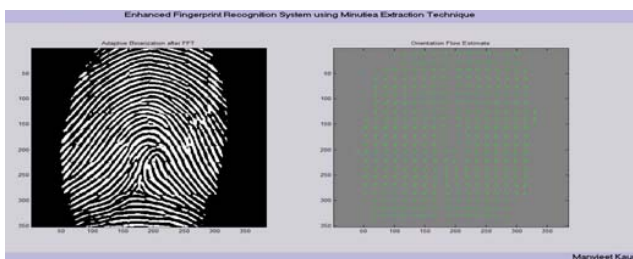 Enhanced Fingerprint Recognition System using Minutiea Extraction Technique
Adaptive Binarization after FFT
Orientation Flow Estimate
50
100
150
200
250
300
350
50 100 150 200 250 300 350
50
100
150
200
250
300
350
50 100 150 200 250 300 350
Manvjeet Kau